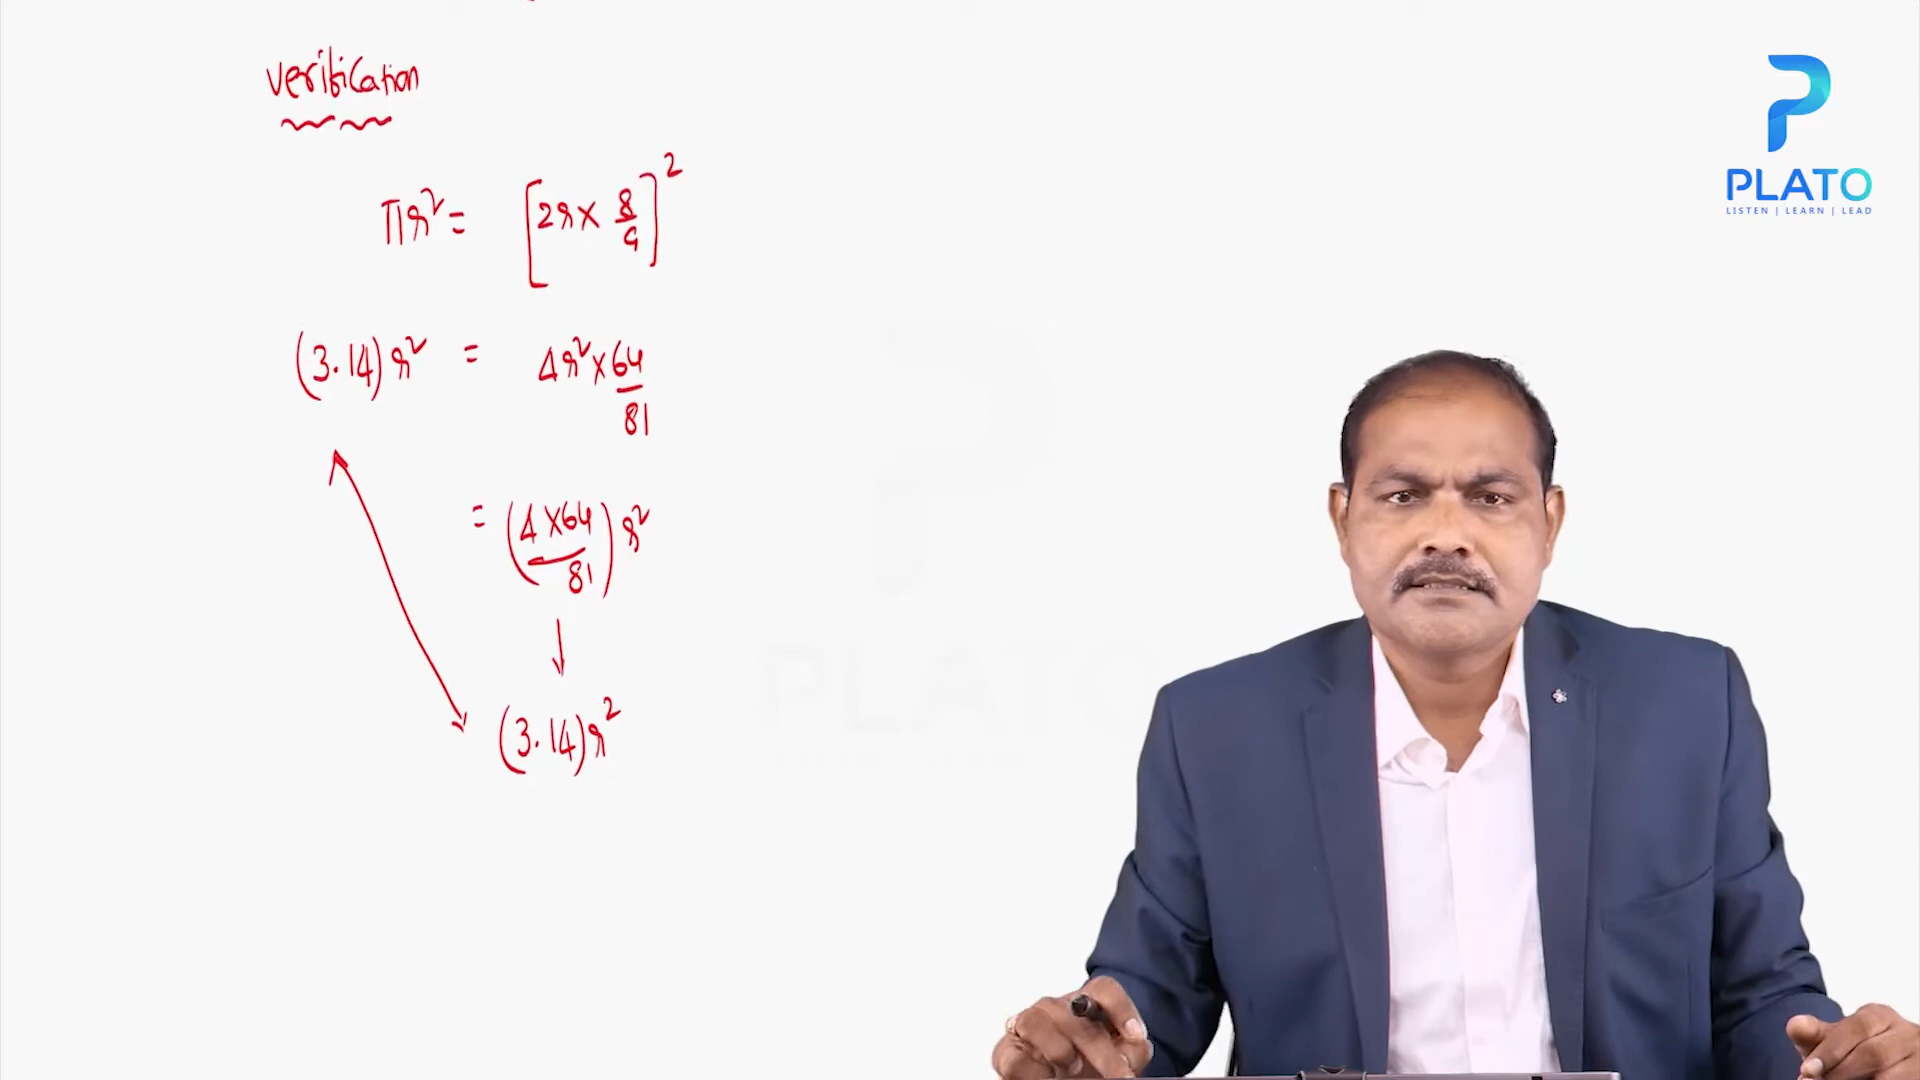 verification
πr² = [2r × 8/9]²
(3.14) r² = 4r² × 64/81
= (4 × 64/81) r²
(3.14) r²
PLATO
LISTEN | LEARN | LEAD
PLATO